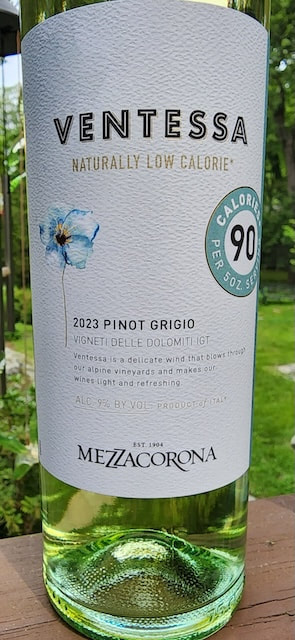 VENTESSA
NATURALLY LOW CALORIE*
CALORIES
90
PER 5OZ.
2023 PINOT GRIGIO
VIGNETI DELLE DOLOMITI IGT
Ventessa is a delicate wind that blows through
our alpine vineyards and makes our
wines light and refreshing.
ALC. 9% BY VOL • PRODUCT of ITALY
EST. 1904
MEZZACORONA